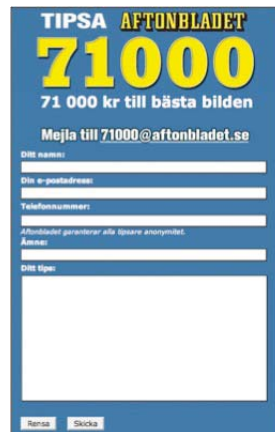 TIPSA AFTONBLADET
71000
71 000 kr till bästa bilden
Mejla till 71000@aftonbladet.se
Ditt namn:
Din e-postadress:
Telefonnummer:
Aftonbladet garanterar alla tipsare anonymitet.
Ämne:
Ditt tips:
Rensa Skicka